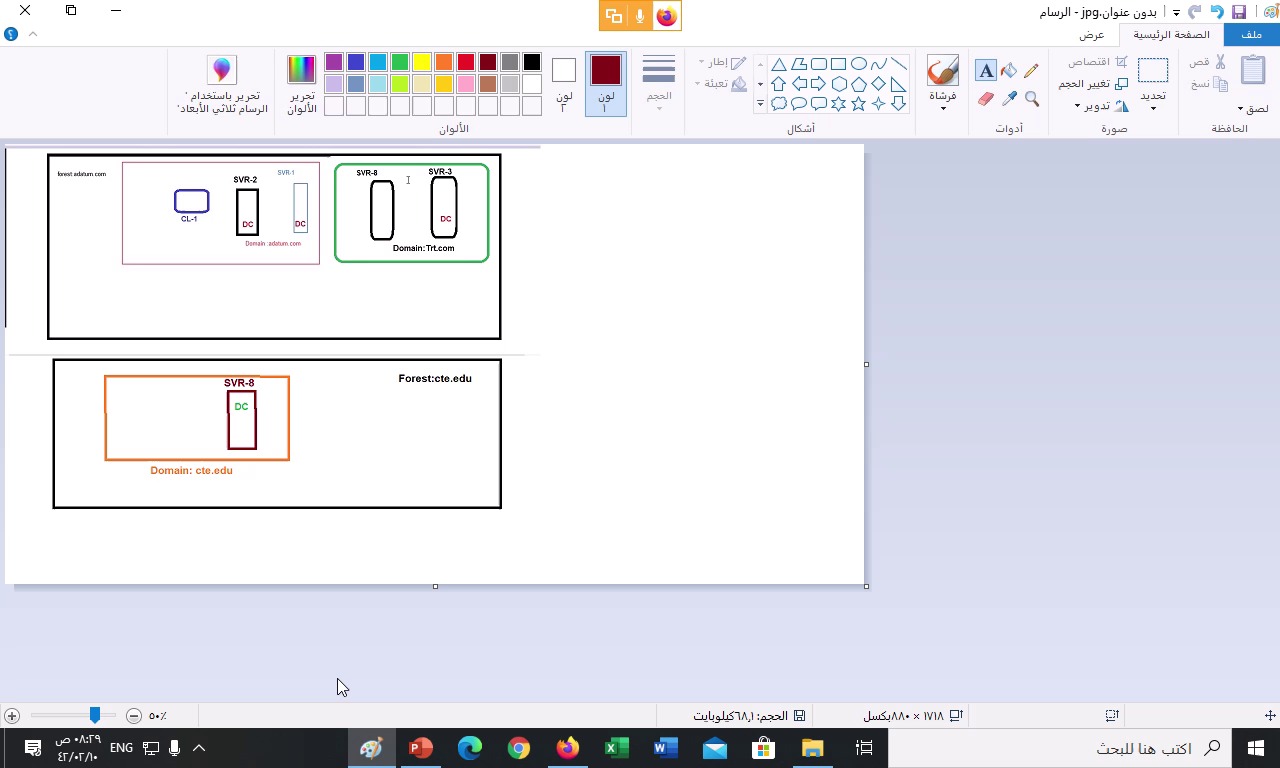 بدون عنوان.jpg - الرسام
ملف
الصفحة الرئيسية
عرض
لصق
قص
نسخ
الحافظة
تحديد
اقتصاص
تغيير الحجم
تدوير
صورة
أدوات
فرشاة
أشكال
إطار
تعبئة
الحجم
لون ١
لون ٢
تحرير الألوان
الألوان
تحرير باستخدام '
الرسام ثلاثي الأبعاد'
forest adatum.com
SVR-1
SVR-2
CL-1
DC
DC
Domain :adatum.com
SVR-8
SVR-3
DC
Domain:Trt.com
Forest:cte.edu
SVR-8
DC
Domain: cte.edu
١٧١٨ × ٨٨٠بكسل
الحجم: ٦٨,١كيلوبايت
٥٠٪
اكتب هنا للبحث
ENG
٠٨:٢٩ ص
٤٢/٠٢/١٠